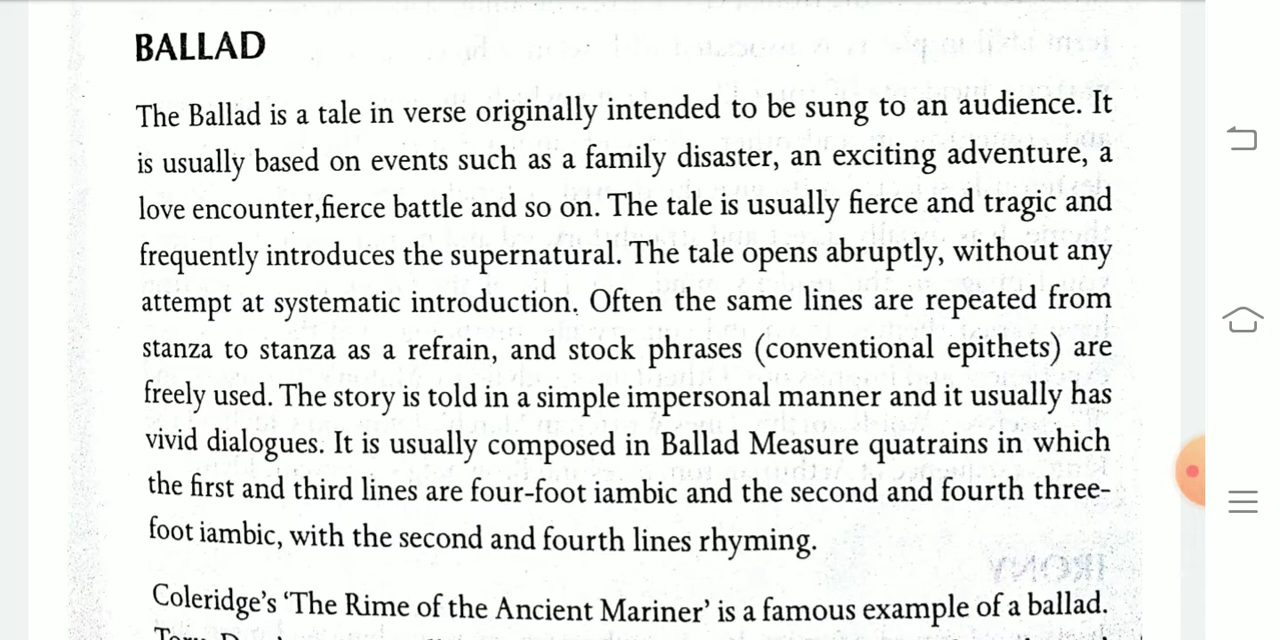 BALLAD
The Ballad is a tale in verse originally intended to be sung to an audience. It
is usually based on events such as a family disaster, an exciting adventure, a
love encounter,fierce battle and so on. The tale is usually fierce and tragic and
frequently introduces the supernatural. The tale opens abruptly, without any
attempt at systematic introduction. Often the same lines are repeated from
stanza to stanza as a refrain, and stock phrases (conventional epithets) are
freely used. The story is told in a simple impersonal manner and it usually has
vivid dialogues. It is usually composed in Ballad Measure quatrains in which
the first and third lines are four-foot iambic and the second and fourth three-
foot iambic, with the second and fourth lines rhyming.
Coleridge's 'The Rime of the Ancient Mariner' is a famous example of a ballad.